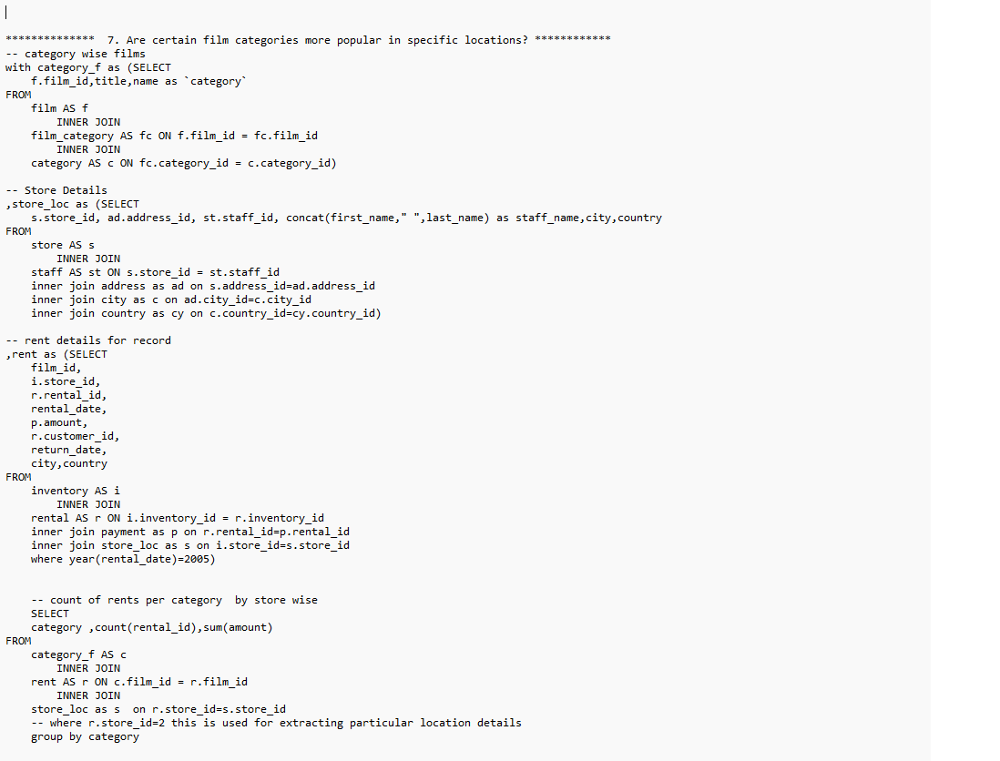 ************** 7. Are certain film categories more popular in specific locations? ************
-- category wise films
with category_f as (SELECT
f.film_id,title,name as `category`
FROM
film AS f
INNER JOIN
film_category AS fc ON f.film_id = fc.film_id
INNER JOIN
category AS c ON fc.category_id = c.category_id)
-- Store Details
,store_loc as (SELECT
s.store_id, ad.address_id, st.staff_id, concat(first_name," ",last_name) as staff_name,city,country
FROM
store AS s
INNER JOIN
staff AS st ON s.store_id = st.staff_id
inner join address as ad on s.address_id=ad.address_id
inner join city as c on ad.city_id=c.city_id
inner join country as cy on c.country_id=cy.country_id)
-- rent details for record
,rent as (SELECT
film_id,
i.store_id,
r.rental_id,
rental_date,
p.amount,
r.customer_id,
return_date,
city,country
FROM
inventory AS i
INNER JOIN
rental AS r ON i.inventory_id = r.inventory_id
inner join payment as p on r.rental_id=p.rental_id
inner join store_loc as s on i.store_id=s.store_id
where year(rental_date)=2005)
-- count of rents per category  by store wise
SELECT
category ,count(rental_id),sum(amount)
FROM
category_f AS c
INNER JOIN
rent AS r ON c.film_id = r.film_id
INNER JOIN
store_loc as s  on r.store_id=s.store_id
-- where r.store_id=2 this is used for extracting particular location details
group by category